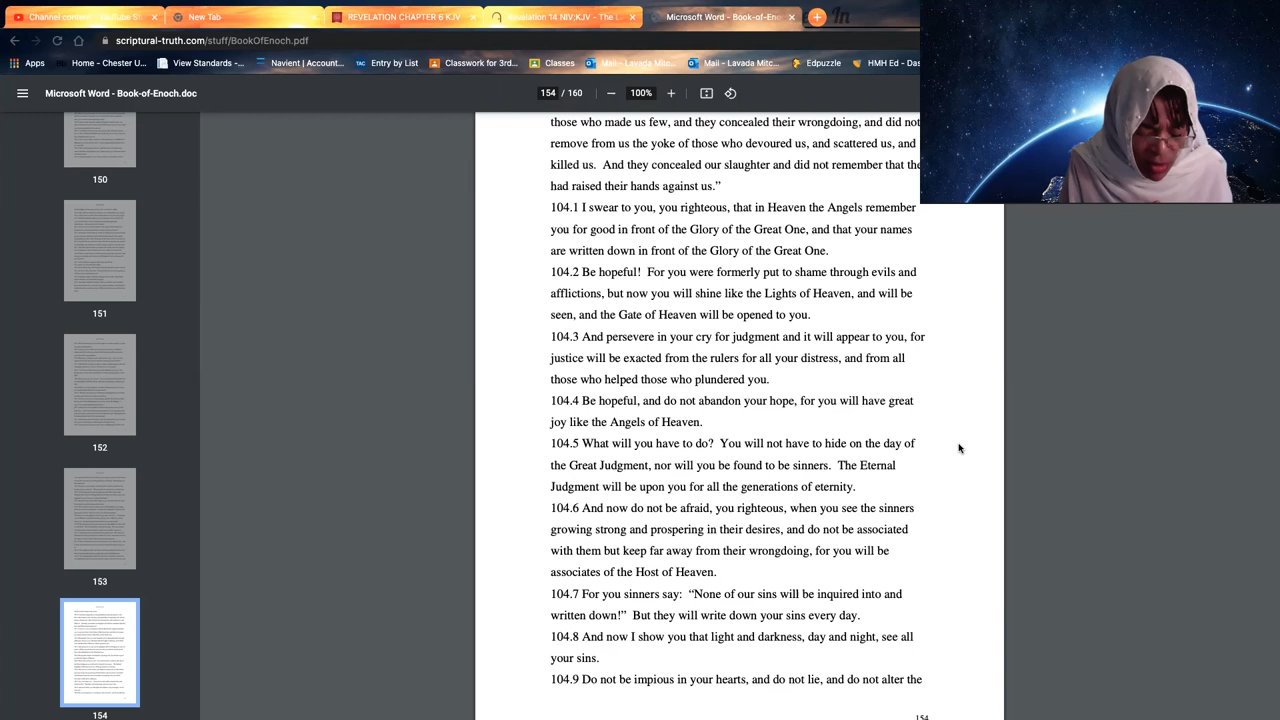 Channel content - YouTube St
New Tab
REVELATION CHAPTER 6 KJV
Revelation 14 NIV;KJV - The L
Microsoft Word - Book-of-Eno
scriptural-truth.com/stuff/BookOfEnoch.pdf
Apps
Home - Chester U...
View Standards -...
Navient | Account...
TAC Entry by List
Classwork for 3rd...
Classes
Mail - Lavada Mitc...
Mail - Lavada Mitc...
Edpuzzle
HMH Ed - Das
Microsoft Word - Book-of-Enoch.doc
154 / 160
100%
150
151
152
153
154
those who made us few, and they concealed their wrongdoing, and did not
remove from us the yoke of those who devoured us, and scattered us, and
killed us. And they concealed our slaughter and did not remember that the
had raised their hands against us.”
104.1 I swear to you, you righteous, that in Heaven the Angels remember
you for good in front of the Glory of the Great One, and that your names
re written down in front of the Glory of the Great One.
104.2 Be hopeful! For you were formerly put to shame through evils and
afflictions, but now you will shine like the Lights of Heaven, and will be
seen, and the Gate of Heaven will be opened to you.
104.3 And persevere in your cry for judgment and it will appear to you, for
justice will be exacted from the rulers for all your distress, and from all
those who helped those who plundered you.
104.4 Be hopeful, and do not abandon your hope, for you will have great
joy like the Angels of Heaven.
104.5 What will you have to do? You will not have to hide on the day of
the Great Judgment, nor will you be found to be sinners. The Eternal
Judgment will be upon you for all the generations of eternity.
104.6 And now do not be afraid, you righteous, when you see the sinners
growing strong and prospering in their desires, and do not be associated
with them but keep far away from their wrongdoing, for you will be
associates of the Host of Heaven.
104.7 For you sinners say: “None of our sins will be inquired into and
written down!” But they will write down your sins every day.
104.8 And now I show you that light and darkness, day and night, see all
your sins.
104.9 Do not be impious in your hearts, and do not lie, and do not alter the
154